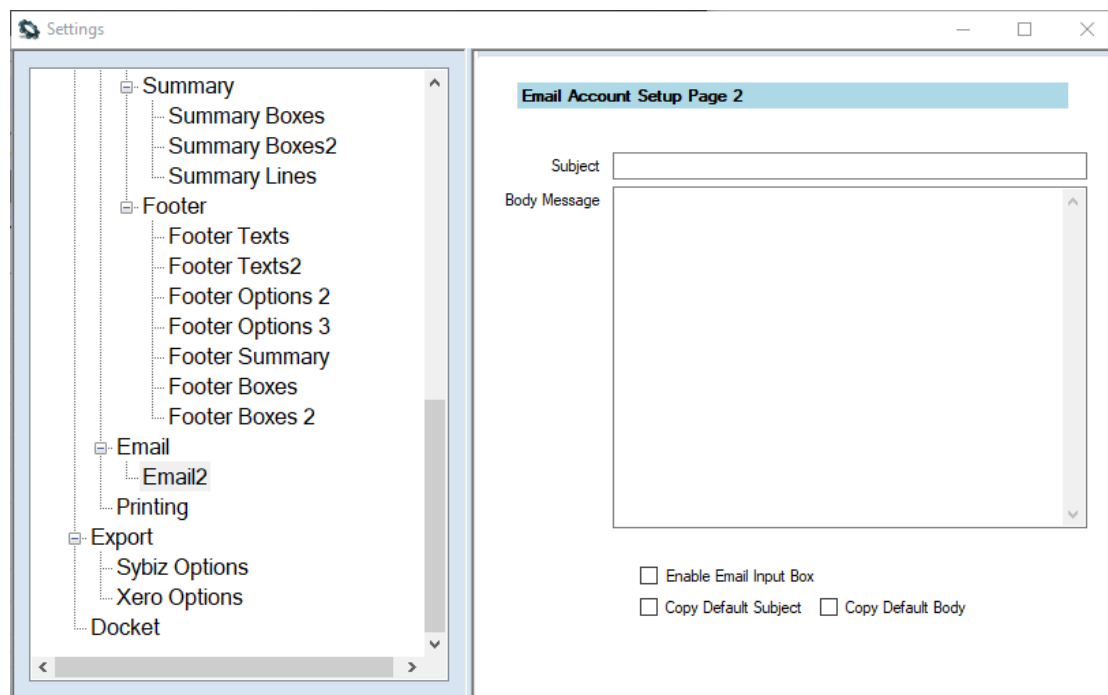 Settings
Summary
Summary Boxes
Summary Boxes2
Summary Lines
Footer
Footer Texts
Footer Texts2
Footer Options 2
Footer Options 3
Footer Summary
Footer Boxes
Footer Boxes 2
Email
Email2
Printing
Export
Sybiz Options
Xero Options
Docket
Email Account Setup Page 2
Subject
Body Message
Enable Email Input Box
Copy Default Subject Copy Default Body